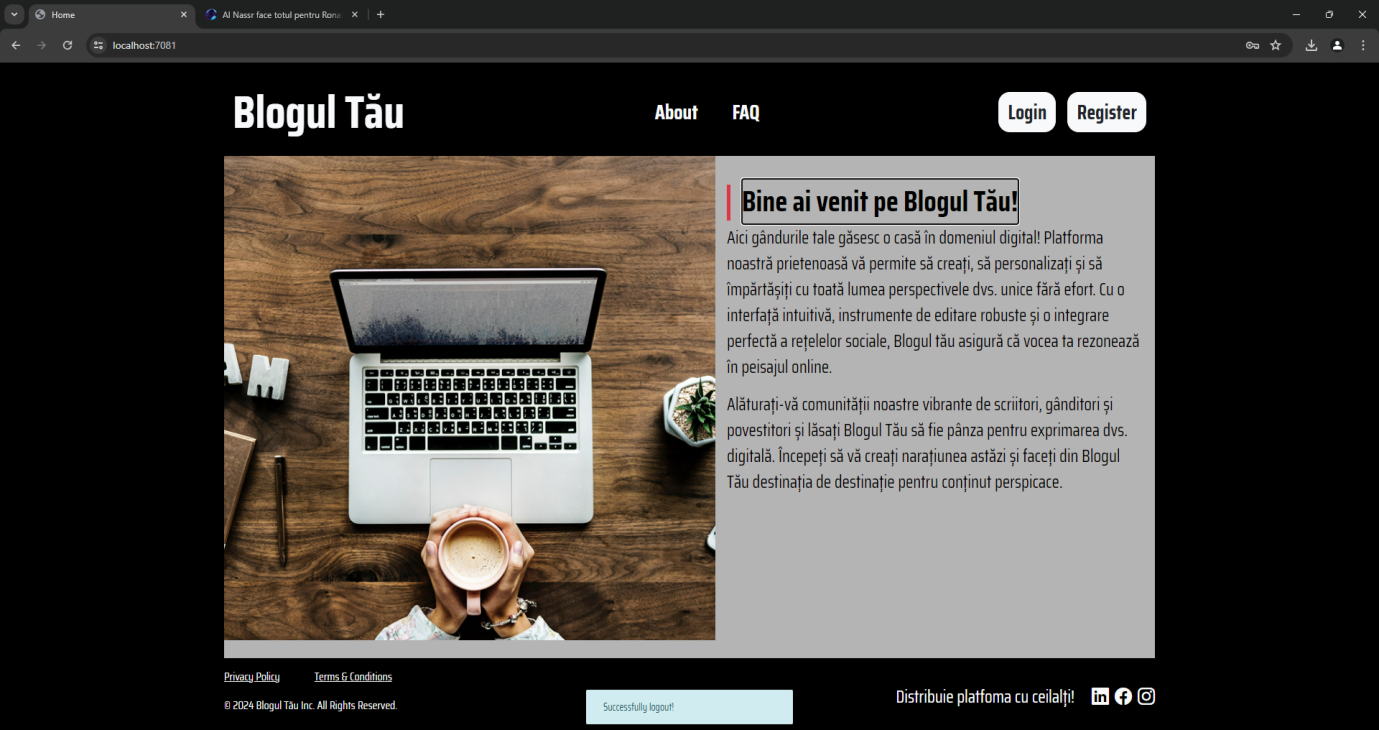 Home
Al Nassr face totul pentru Rona
localhost:7081
Blogul Tău
About
FAQ
Login
Register
Bine ai venit pe Blogul Tău!
Aici gândurile tale găsesc o casă în domeniul digital! Platforma
noastră prietenoasă vă permite să creați, să personalizați și să
împărtășiți cu toată lumea perspectivele dvs. unice fără efort. Cu o
interfață intuitivă, instrumente de editare robuste și o integrare
perfectă a rețelelor sociale, Blogul tău asigură că vocea ta rezonează
în peisajul online.
Alăturați-vă comunității noastre vibrante de scriitori, gânditori și
povestitori și lăsați Blogul Tău să fie pânza pentru exprimarea dvs.
digitală. Începeți să vă creați narațiunea astăzi și faceți din Blogul
Tău destinația de destinație pentru conținut perspicace.
AM
Privacy Policy
Terms & Conditions
© 2024 Blogul Tău Inc. All Rights Reserved.
Successfully logout!
Distribuie platfoma cu ceilalți!
in